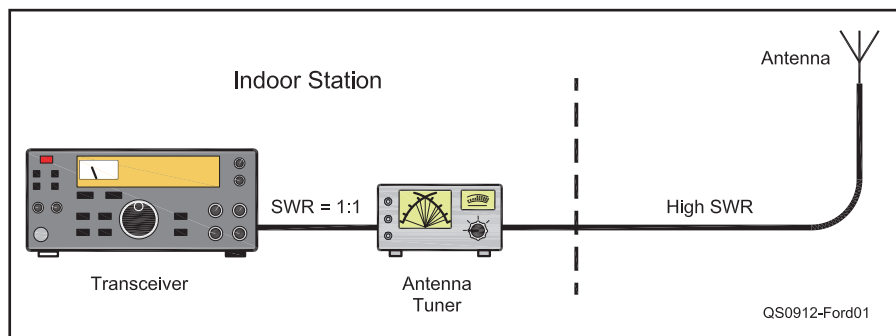 Antenna
Indoor Station
SWR = 1:1
High SWR
Transceiver
Antenna
Tuner
QS0912-Ford01